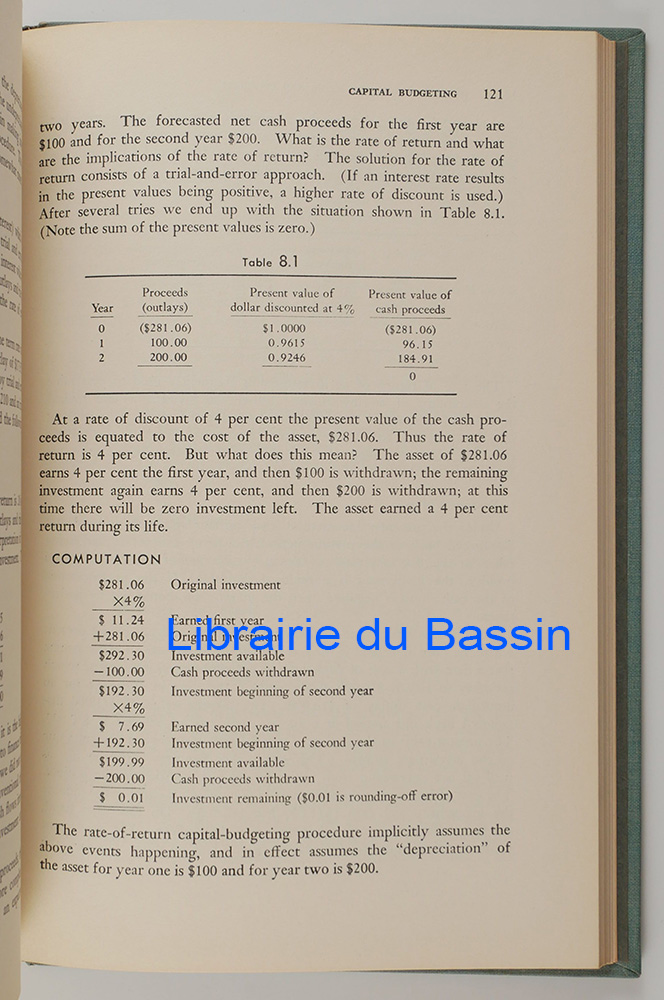 CAPITAL BUDGETING 121
two years. The forecasted net cash proceeds for the first year are
$100 and for the second year $200. What is the rate of return and what
are the implications of the rate of return? The solution for the rate of
return consists of a trial-and-error approach. (If an interest rate results
in the present values being positive, a higher rate of discount is used.)
After several tries we end up with the situation shown in Table 8.1.
(Note the sum of the present values is zero.)
Table 8.1
Proceeds Present value of Present value of
Year (outlays) dollar discounted at 4% cash proceeds
0 ($281.06) $1.0000 ($281.06)
1 100.00 0.9615 96.15
2 200.00 0.9246 184.91
0
At a rate of discount of 4 per cent the present value of the cash pro-
ceeds is equated to the cost of the asset, $281.06. Thus the rate of
return is 4 per cent. But what does this mean? The asset of $281.06
earns 4 per cent the first year, and then $100 is withdrawn; the remaining
investment again earns 4 per cent, and then $200 is withdrawn; at this
time there will be zero investment left. The asset earned a 4 per cent
return during its life.
COMPUTATION
$281.06 Original investment
×4%
$ 11.24 Earned first year
+281.06 Original investment
Librairie du Bassin
$292.30 Investment available
−100.00 Cash proceeds withdrawn
$192.30 Investment beginning of second year
×4%
$ 7.69 Earned second year
+192.30 Investment beginning of second year
$199.99 Investment available
−200.00 Cash proceeds withdrawn
$ 0.01 Investment remaining ($0.01 is rounding-off error)
The rate-of-return capital-budgeting procedure implicitly assumes the
above events happening, and in effect assumes the "depreciation" of
the asset for year one is $100 and for year two is $200.